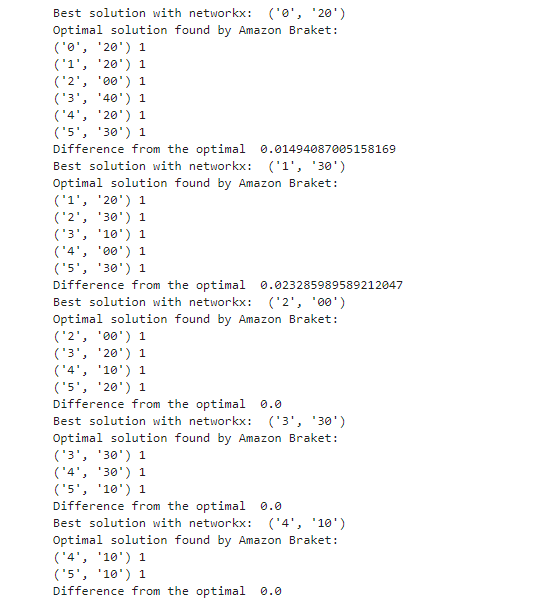 Best solution with networkx:  ('0', '20')
Optimal solution found by Amazon Braket:
('0', '20') 1
('1', '20') 1
('2', '00') 1
('3', '40') 1
('4', '20') 1
('5', '30') 1
Difference from the optimal  0.01494087005158169
Best solution with networkx:  ('1', '30')
Optimal solution found by Amazon Braket:
('1', '20') 1
('2', '30') 1
('3', '10') 1
('4', '00') 1
('5', '30') 1
Difference from the optimal  0.023285989589212047
Best solution with networkx:  ('2', '00')
Optimal solution found by Amazon Braket:
('2', '00') 1
('3', '20') 1
('4', '10') 1
('5', '20') 1
Difference from the optimal  0.0
Best solution with networkx:  ('3', '30')
Optimal solution found by Amazon Braket:
('3', '30') 1
('4', '30') 1
('5', '10') 1
Difference from the optimal  0.0
Best solution with networkx:  ('4', '10')
Optimal solution found by Amazon Braket:
('4', '10') 1
('5', '10') 1
Difference from the optimal  0.0